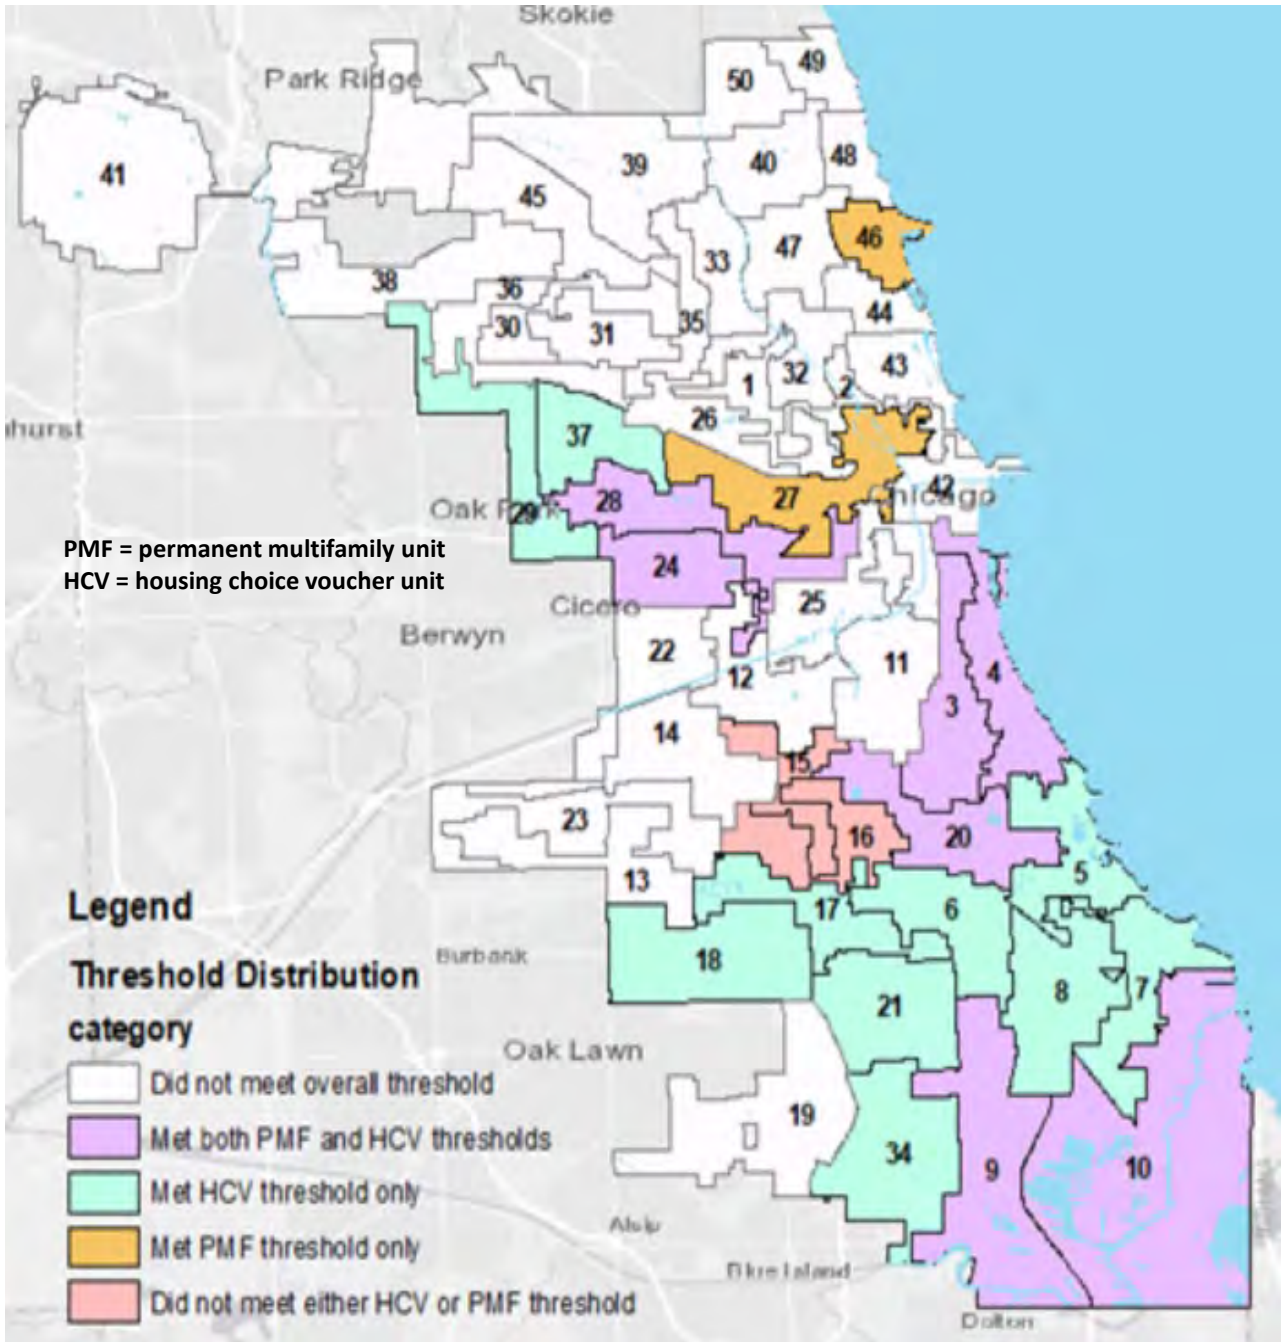 Skokie
49
50
Park Ridge
41
39
40
48
45
46
47
33
38
36
44
35
30
31
43
32
1
2
26
hurst
37
42
28
27
Chicago
Oak Park
29
PMF = permanent multifamily unit
24
HCV = housing choice voucher unit
25
Cicero
Berwyn
22
11
4
12
3
14
15
23
16
20
5
13
17
6
Legend
Burbank
18
Threshold Distribution
8
7
21
category
Oak Lawn
Did not meet overall threshold
19
Met both PMF and HCV thresholds
34
9
10
Met HCV threshold only
Alsip
Met PMF threshold only
Blue Island
Did not meet either HCV or PMF threshold
Dolton